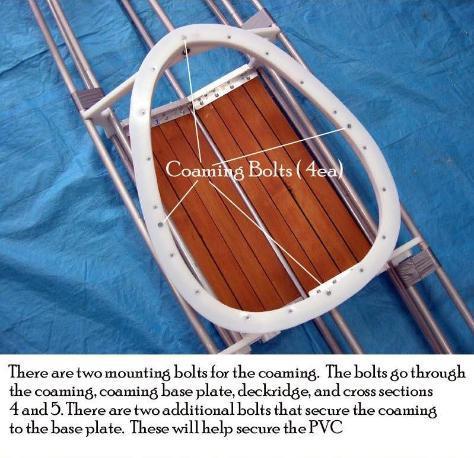 Coaming Bolts ( 4ea)
There are two mounting bolts for the coaming.  The bolts go through
the coaming, coaming base plate, deckridge, and cross sections
4 and 5. There are two additional bolts that secure the coaming
to the base plate.  These will help secure the PVC